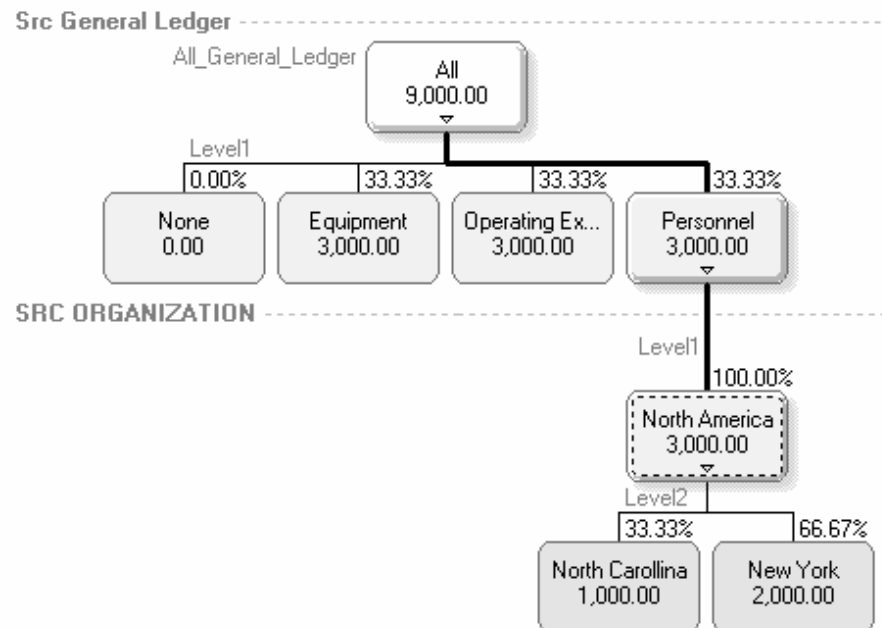 Src General Ledger
All_General_Ledger
All
9,000.00
Level1
0.00%
33.33%
33.33%
33.33%
None
0.00
Equipment
3,000.00
Operating Ex...
3,000.00
Personnel
3,000.00
SRC ORGANIZATION
Level1
100.00%
North America
3,000.00
Level2
33.33%
66.67%
North Carollina
1,000.00
New York
2,000.00